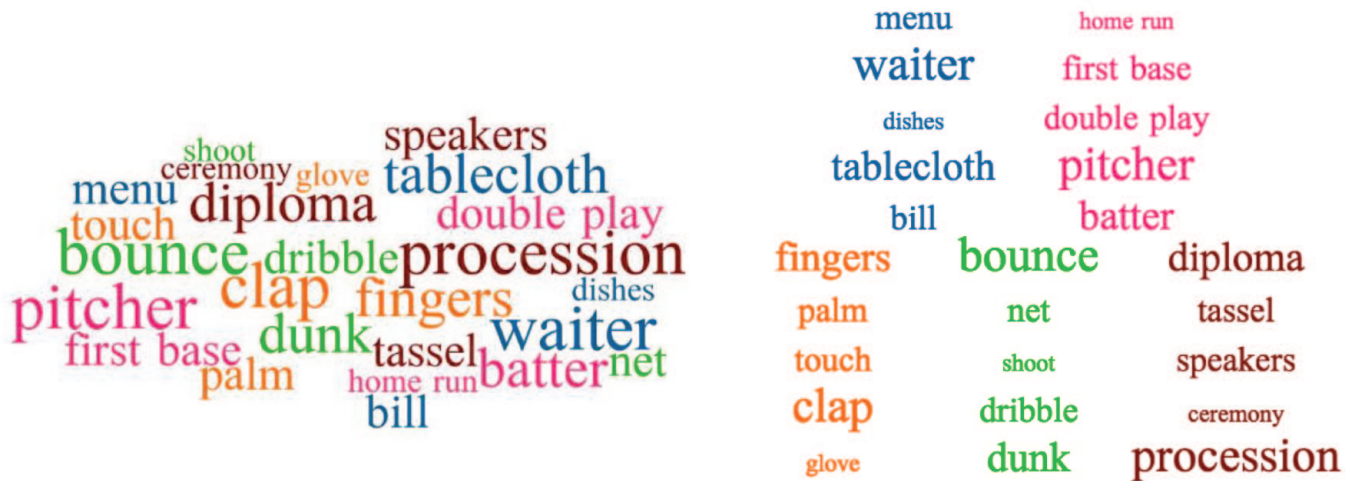 shoot
speakers
ceremony
glove
tablecloth
menu
diploma
touch
double play
bounce
dribble
procession
clap
fingers
dishes
pitcher
dunk
waiter
first base
tassel
batter
net
palm
home run
bill
menu home run
waiter first base
dishes double play
tablecloth pitcher
bill batter
fingers bounce diploma
palm net tassel
touch shoot speakers
clap dribble ceremony
glove dunk procession